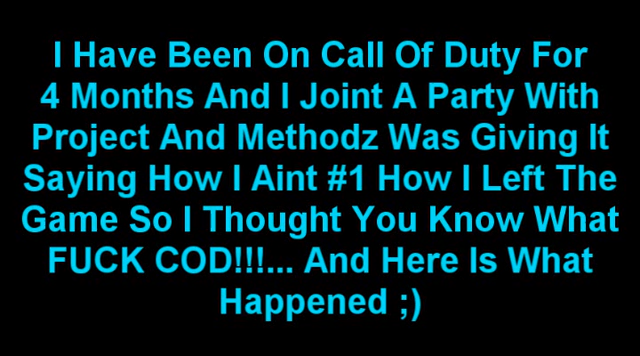 I Have Been On Call Of Duty For
4 Months And I Joint A Party With
Project And Methodz Was Giving It
Saying How I Aint #1 How I Left The
Game So I Thought You Know What
FUCK COD!!!... And Here Is What
Happened ;)